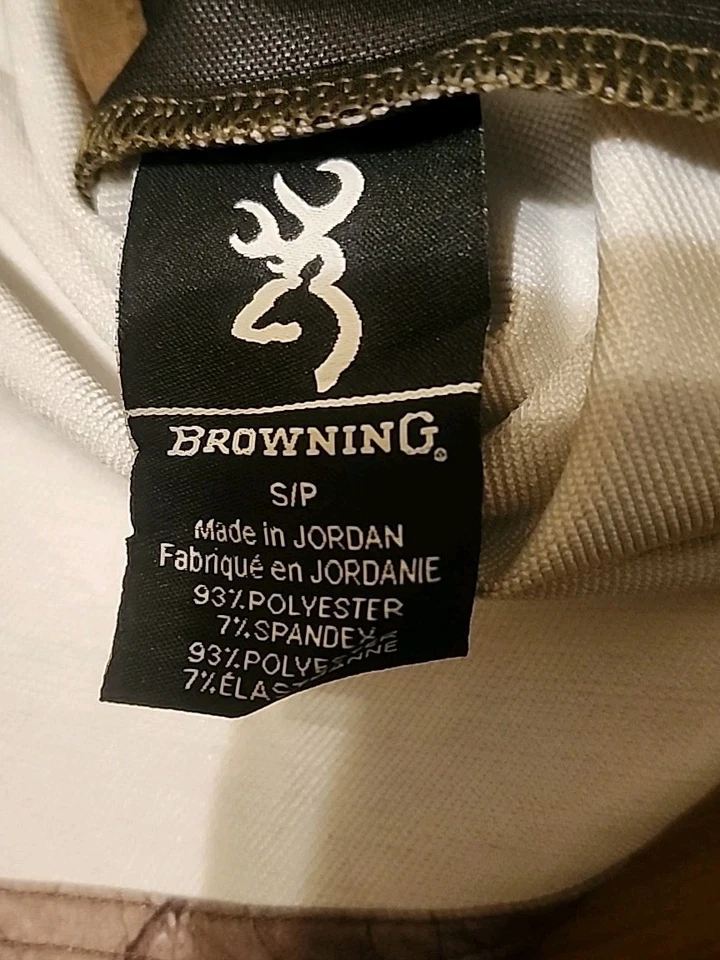 BROWNING®
S/P
Made in JORDAN
Fabriqué en JORDANIE
93% POLYESTER
7% SPANDEX
93%
7%